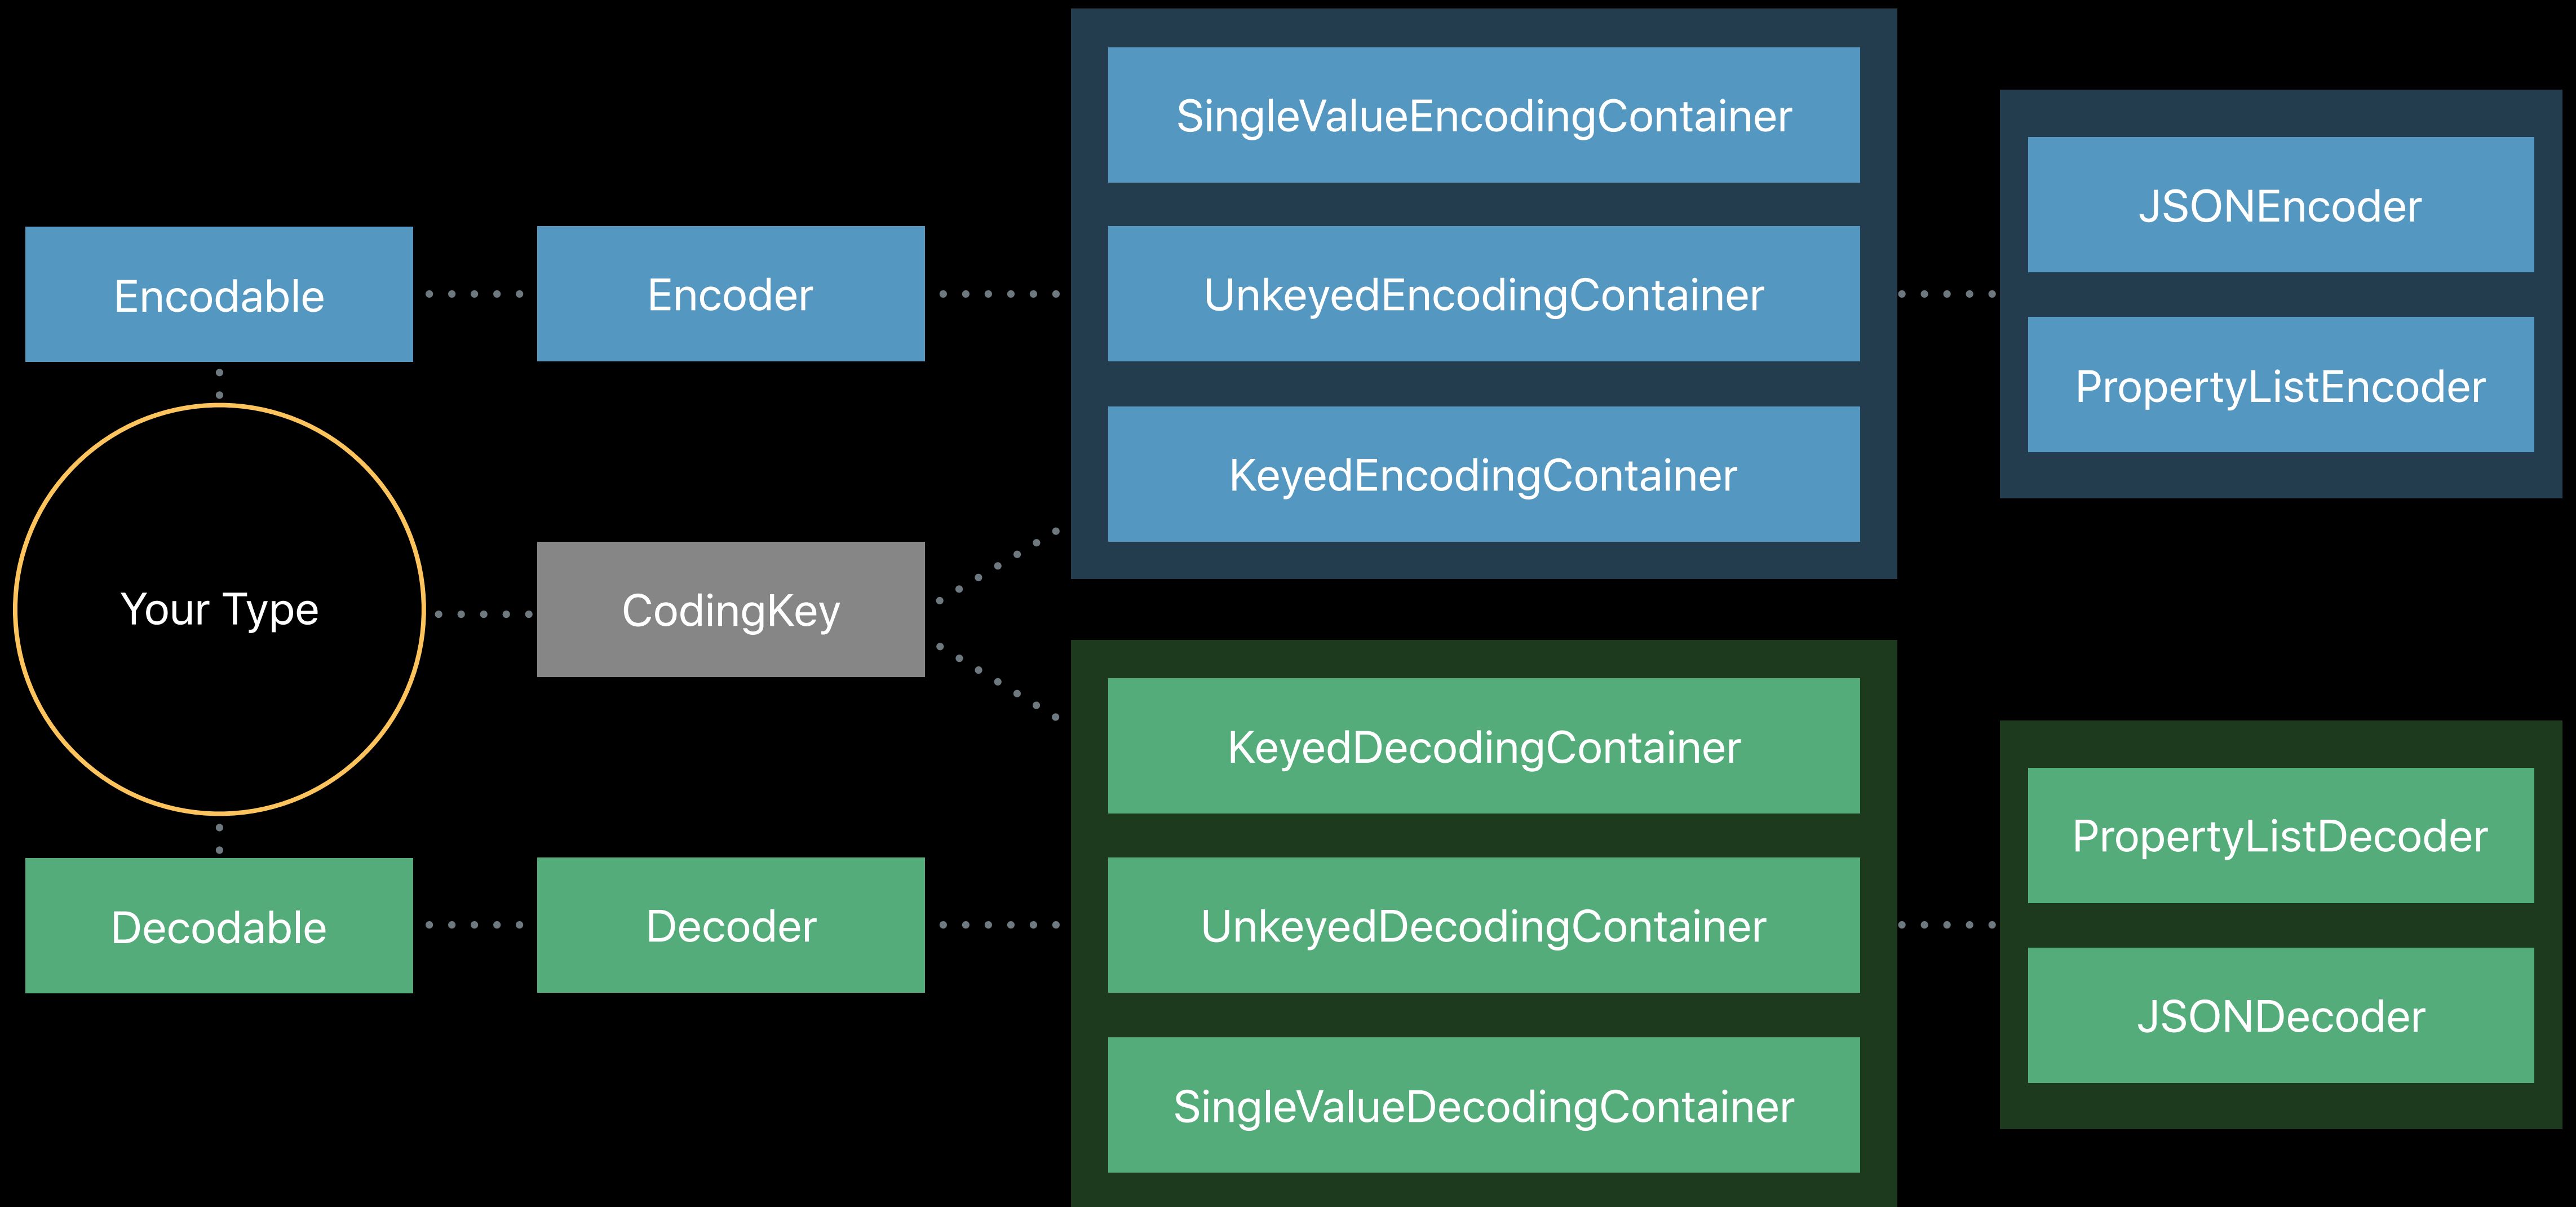 SingleValueEncodingContainer
JSONEncoder
Encodable
Encoder
UnkeyedEncodingContainer
PropertyListEncoder
KeyedEncodingContainer
Your Type
CodingKey
KeyedDecodingContainer
PropertyListDecoder
Decodable
Decoder
UnkeyedDecodingContainer
JSONDecoder
SingleValueDecodingContainer